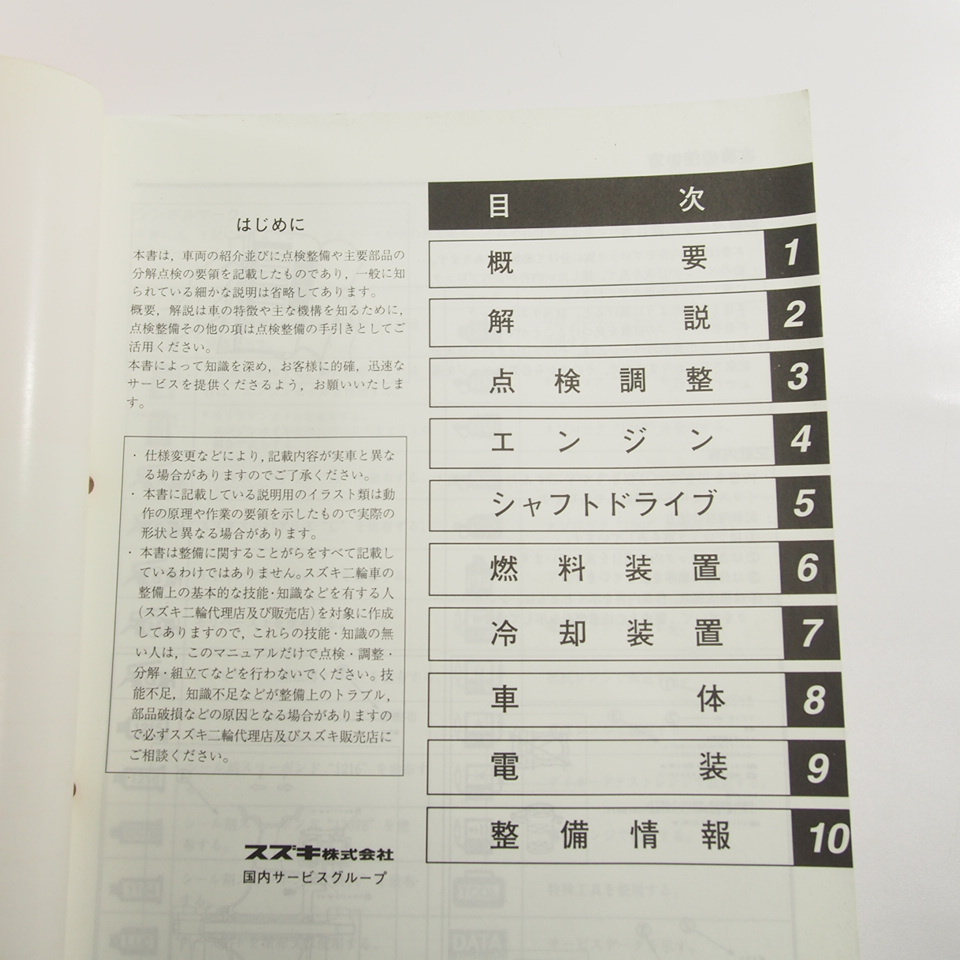 はじめに
本書は，車両の紹介並びに点検整備や主要部品の
分解点検の要領を記載したものであり，一般に知
られている細かな説明は省略してあります。
概要，解説は車の特徴や主な機構を知るために，
点検整備その他の項は点検整備の手引きとしてご
活用ください。
本書によって知識を深め，お客様に的確，迅速な
サービスを提供くださるよう，お願いいたしま
す。
・仕様変更などにより，記載内容が実車と異な
る場合がありますのでご了承ください。
・本書に記載している説明用のイラスト類は動
作の原理や作業の要領を示したもので実際の
形状と異なる場合があります。
・本書は整備に関することがらをすべて記載し
ているわけではありません。スズキ二輪車の
整備上の基本的な技能・知識などを有する人
（スズキ二輪代理店及び販売店）を対象に作成
してありますので，これらの技能・知識の無
い人は，このマニュアルだけで点検・調整・
分解・組立てなどを行わないでください。技
能不足，知識不足などが整備上のトラブル，
部品破損などの原因となる場合がありますの
で必ずスズキ二輪代理店及びスズキ販売店に
ご相談ください。
スズキ株式会社
国内サービスグループ
目次
概要 1
解説 2
点検調整 3
エンジン 4
シャフトドライブ 5
燃料装置 6
冷却装置 7
車体 8
電装 9
整備情報 10